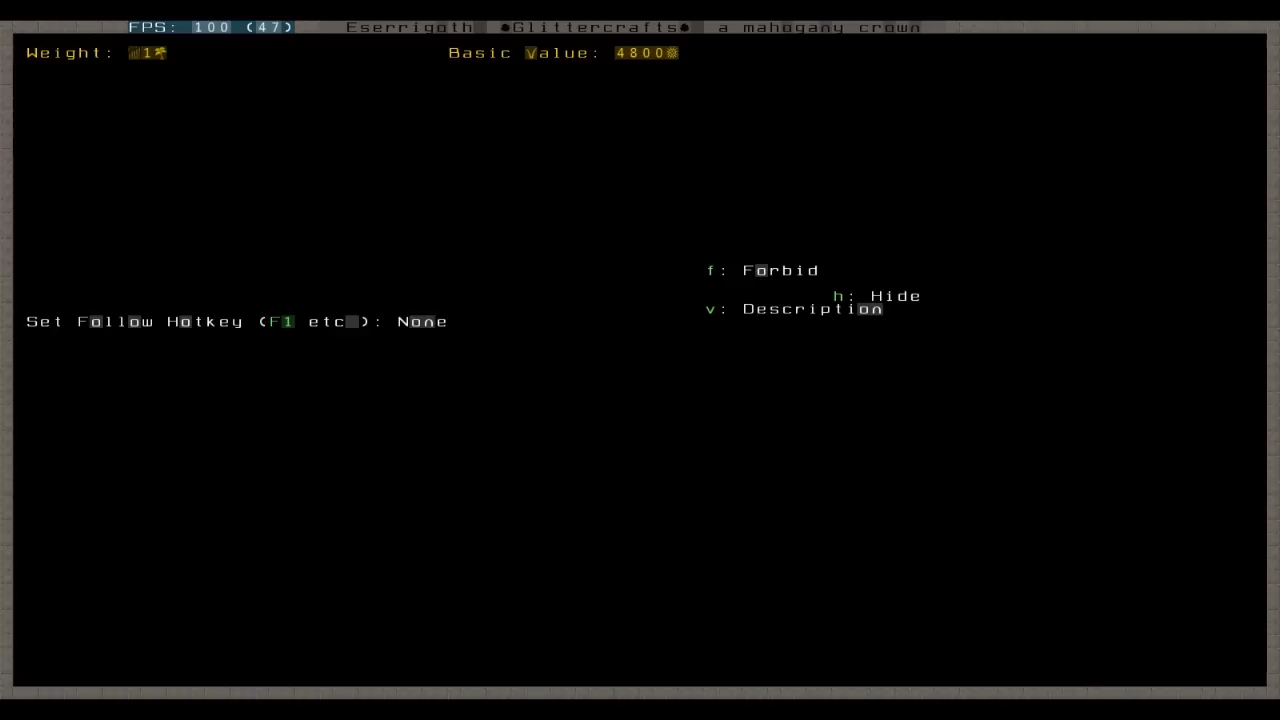 FPS: 100 (47) Eserrigoth "Glittercrafts" a mahogany crown
Weight: 1 Basic Value: 4800☼
f: Forbid
h: Hide
v: Description
Set Follow Hotkey (F1 etc.): None